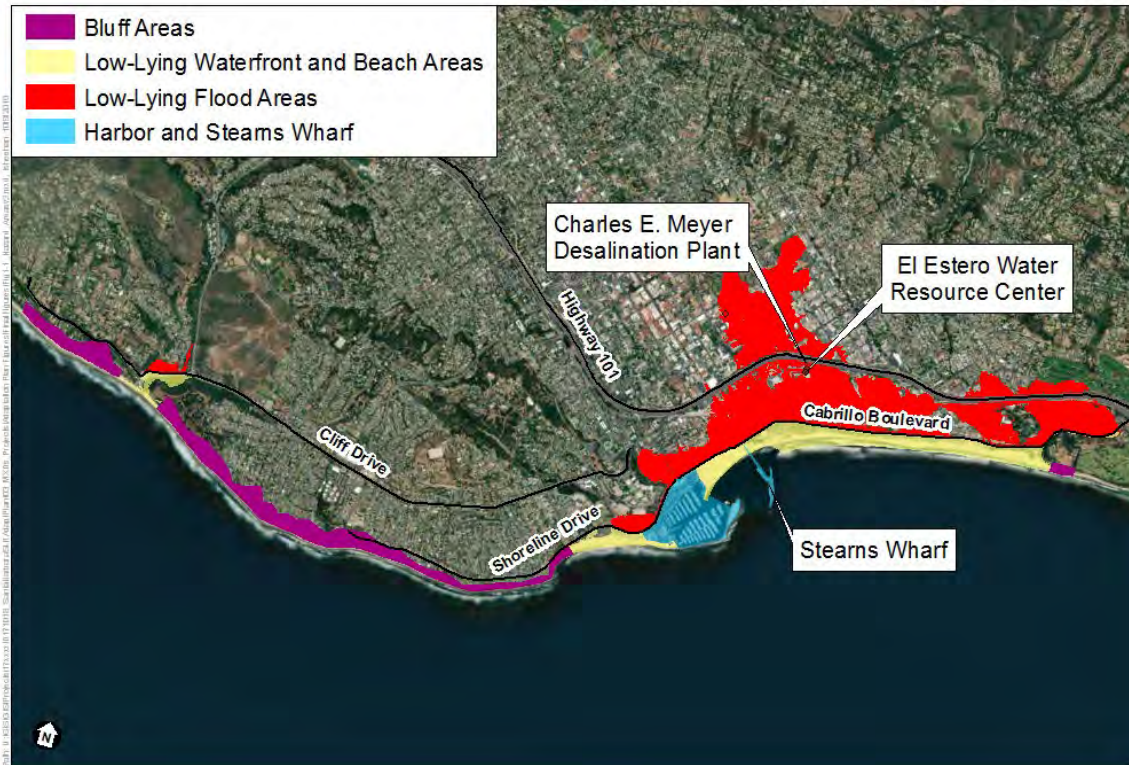 Bluff Areas
Low-Lying Waterfront and Beach Areas
Low-Lying Flood Areas
Harbor and Stearns Wharf
Charles E. Meyer
Desalination Plant
El Estero Water
Resource Center
Highway 101
Cabrillo Boulevard
Cliff Drive
Shoreline Drive
Stearns Wharf
N